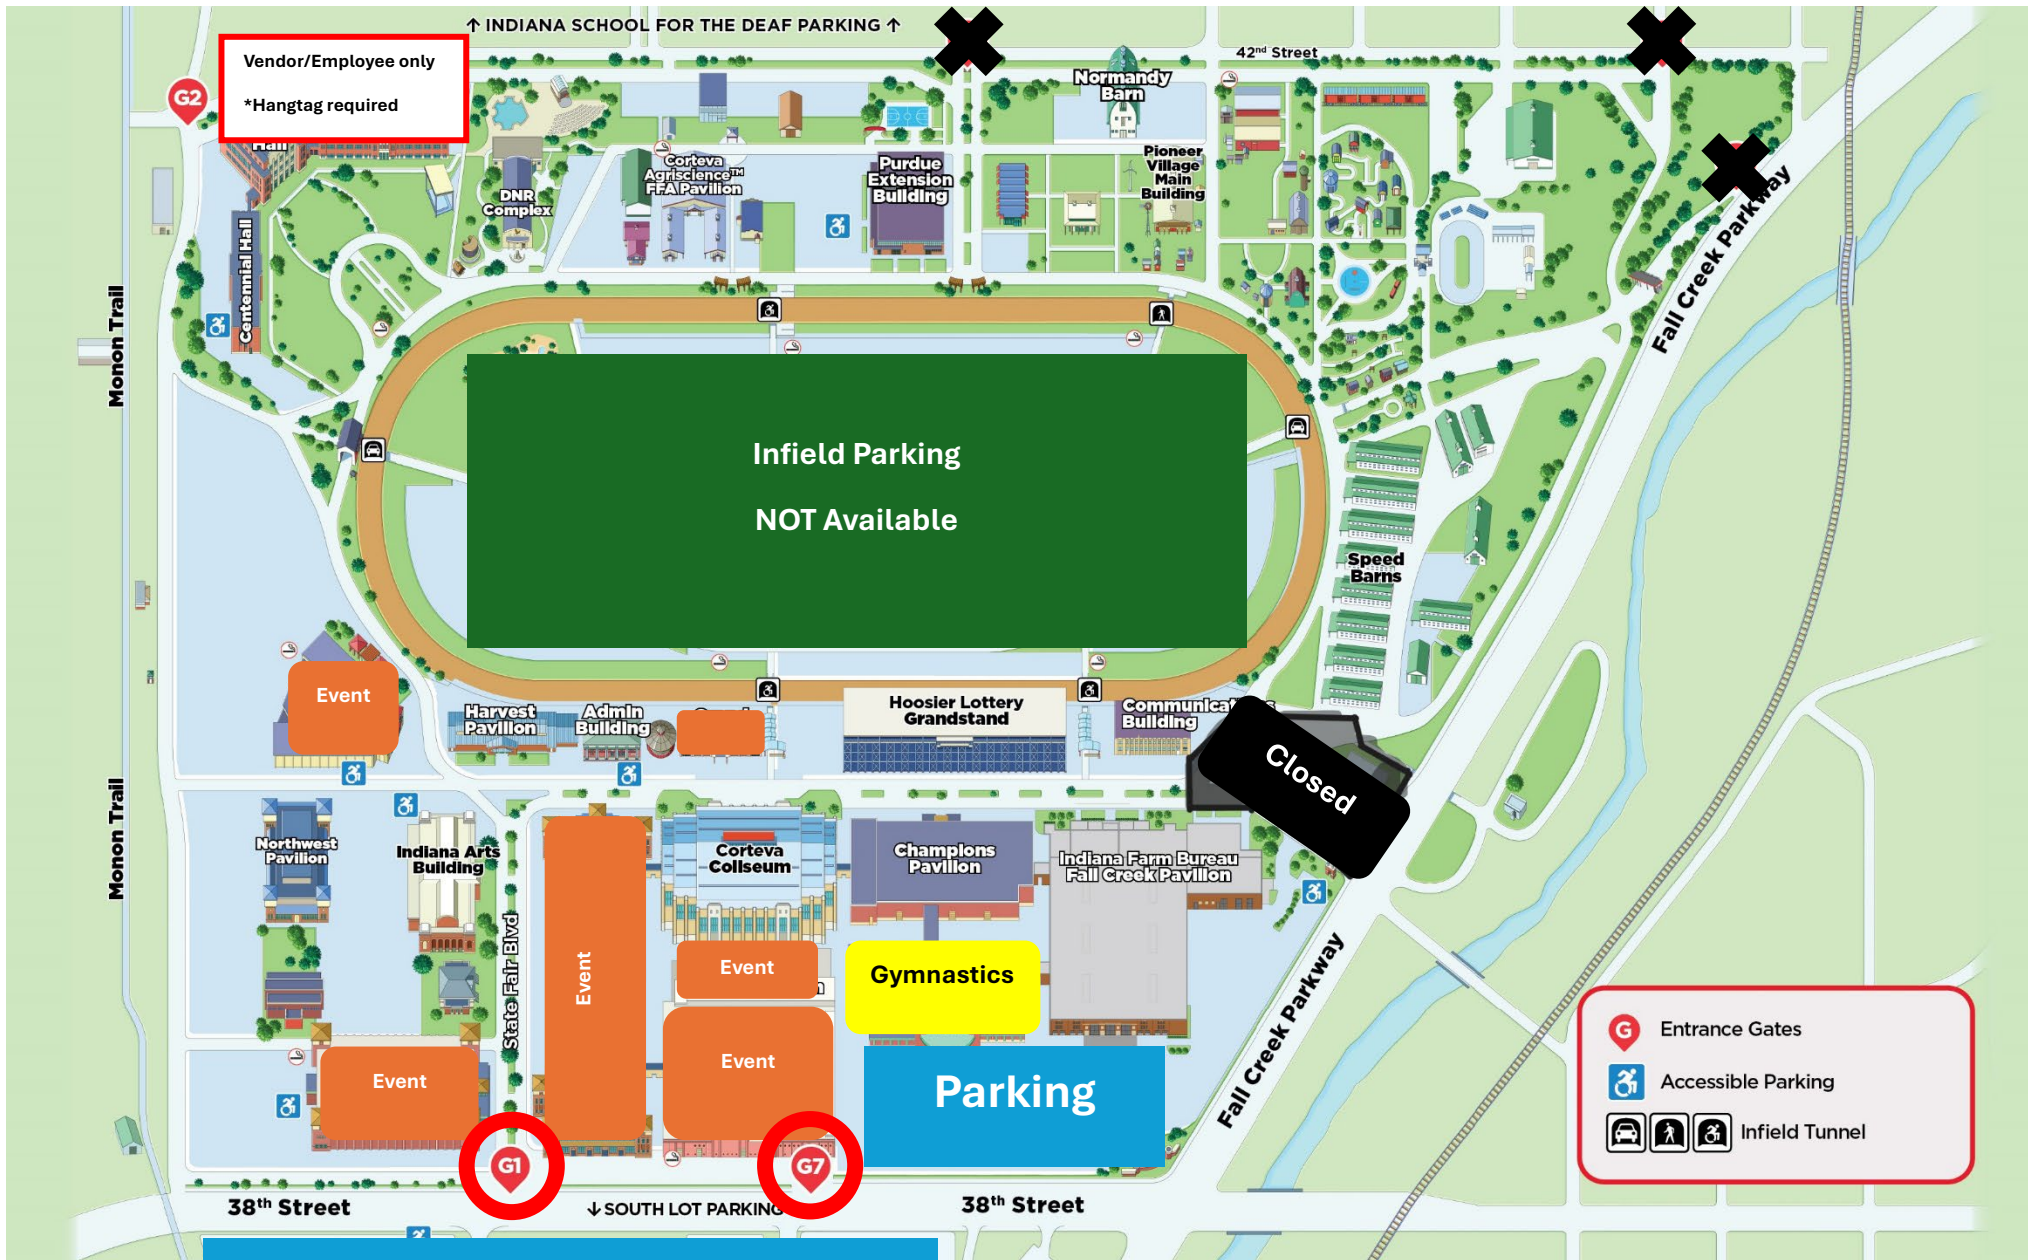 ↑ INDIANA SCHOOL FOR THE DEAF PARKING ↑
42nd Street
Vendor/Employee only
*Hangtag required
G2
Hall
Normandy
Barn
DNR
Complex
Corteva
Agriscience™
FFA Pavilion
Purdue
Extension
Building
Pioneer
Village
Main
Building
Centennial Hall
Monon Trail
Fall Creek Parkway
Infield Parking
NOT Available
Speed
Barns
Event
Harvest
Pavilion
Admin
Building
Hoosier Lottery
Grandstand
Communications
Building
Closed
Monon Trail
Northwest
Pavilion
Indiana Arts
Building
State Fair Blvd
Event
Corteva
Coliseum
Champions
Pavilion
Indiana Farm Bureau
Fall Creek Pavilion
Event
Gymnastics
Event
Event
Parking
Fall Creek Parkway
G1
G7
38th Street
↓ SOUTH LOT PARKING
38th Street
G Entrance Gates
Accessible Parking
Infield Tunnel